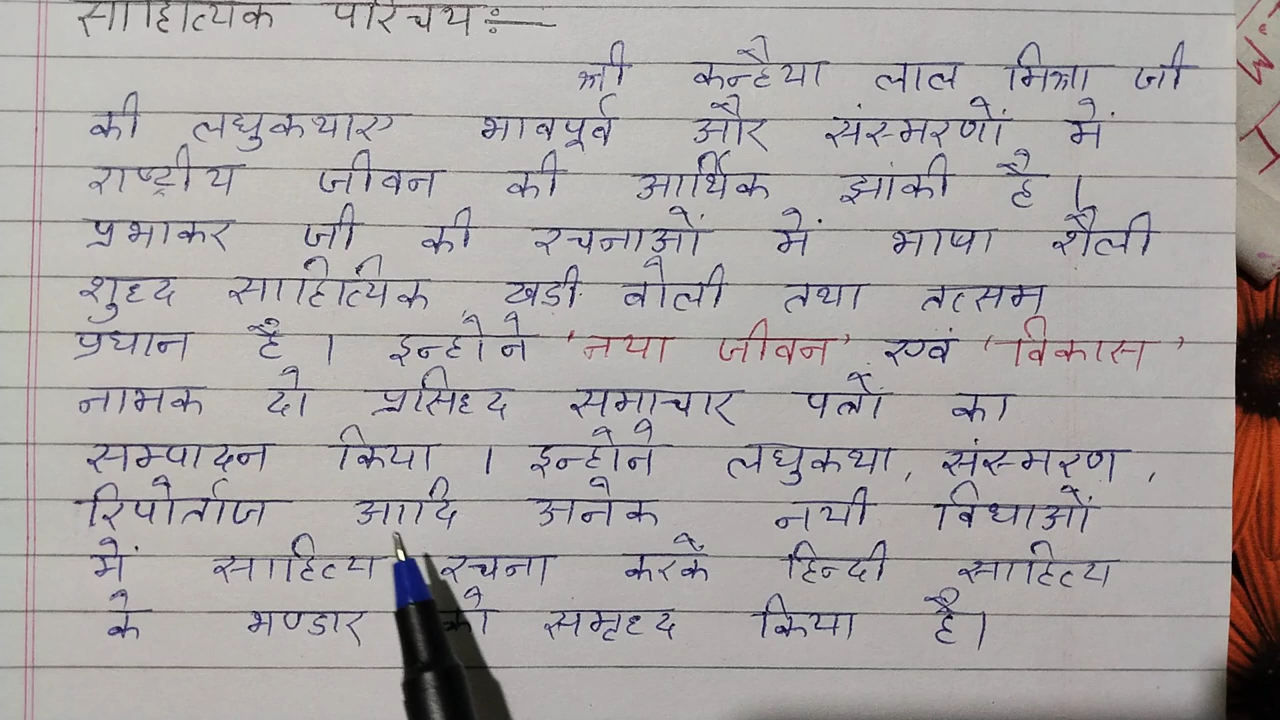 साहित्यिक परिचय :—
श्री कन्हैया लाल मिश्रा जी
की लघुकथाए भावपूर्व और संस्मरणों में
राष्ट्रीय जीवन की आर्थिक झांकी है ।
प्रभाकर जी की रचनाओं में भाषा शैली
शुध्द साहित्यिक खड़ी बोली तथा तत्सम
प्रधान है । इन्होने 'नया जीवन' एवं 'विकास'
नामक दो प्रसिध्द समाचार पत्रों का
सम्पादन किया । इन्होने लघुकथा, संस्मरण,
रिपोर्ताज आदि अनेक नयी विधाओं
में साहित्य रचना करके हिन्दी साहित्य
के भण्डार को समृध्द किया है।